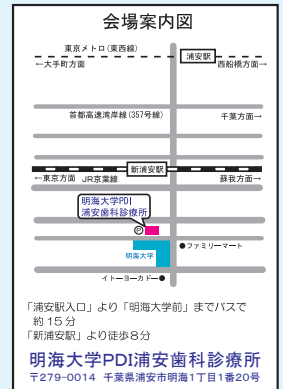 会場案内図
東京メトロ(東西線)
浦安駅
←大手町方面
西船橋方面→
首都高速湾岸線(357号線)
千葉方面→
新浦安駅
←東京方面 JR京葉線
蘇我方面→
明海大学PDI
浦安歯科診療所
P
明海大学
●ファミリーマート
イトーヨーカドー●
「浦安駅入口」より「明海大学前」までバスで
約15分
「新浦安駅」より徒歩8分
明海大学PDI浦安歯科診療所
〒279-0014 千葉県浦安市明海1丁目1番20号